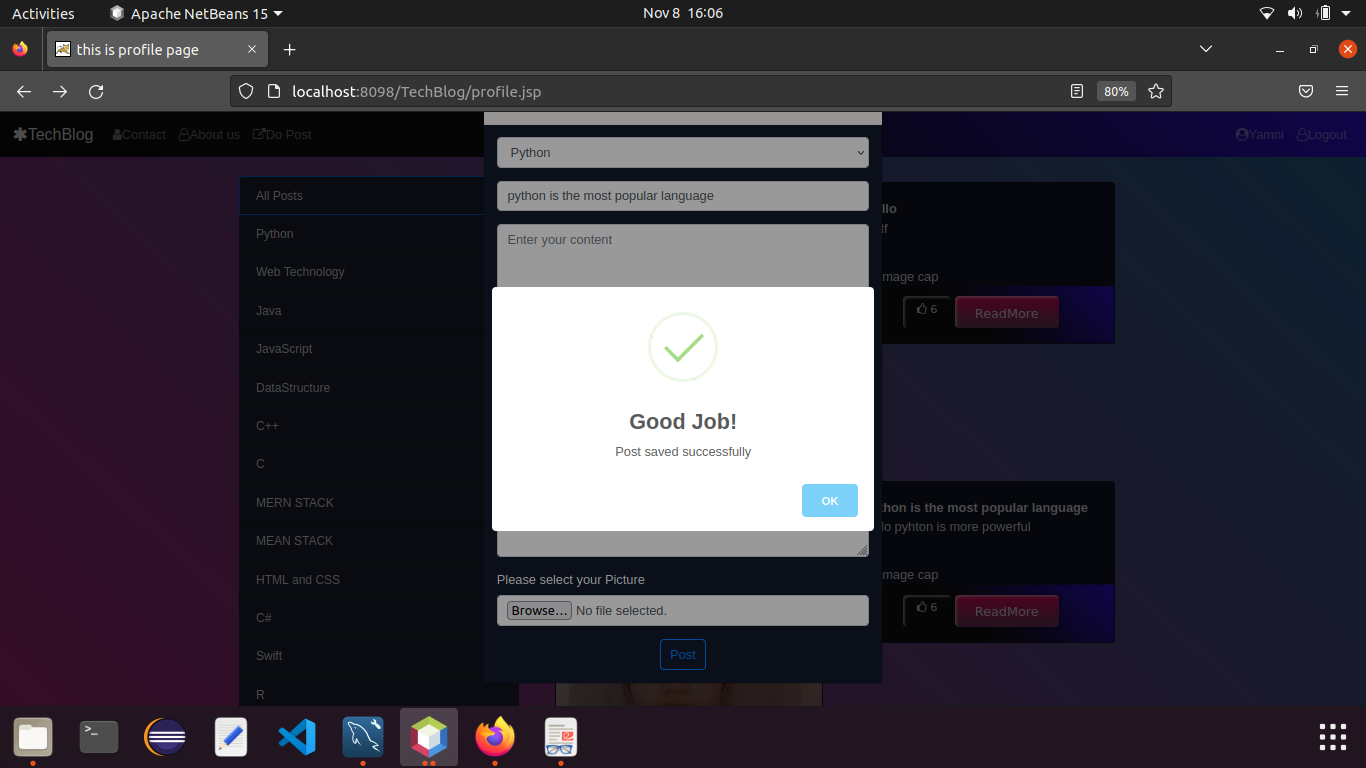 Activities Apache NetBeans 15 Nov 8 16:06
this is profile page
localhost:8098/TechBlog/profile.jsp 80%
TechBlog Contact About us Do Post Yamni Logout
Python
python is the most popular language
Enter your content
All Posts
Python
Web Technology
Java
JavaScript
DataStructure
C++
C
MERN STACK
MEAN STACK
HTML and CSS
C#
Swift
R
Good Job!
Post saved successfully
OK
Please select your Picture
Browse... No file selected.
Post
llo
lf
mage cap
6 ReadMore
thon is the most popular language
lo pyhton is more powerful
mage cap
6 ReadMore